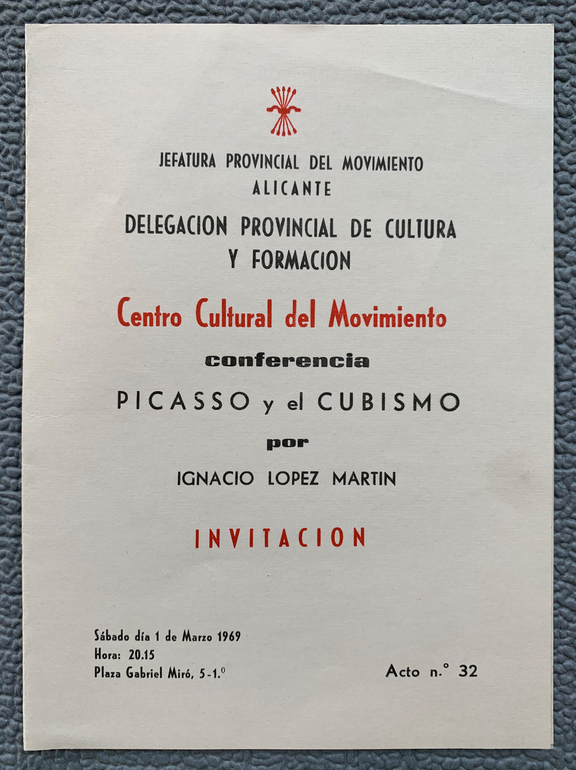 JEFATURA PROVINCIAL DEL MOVIMIENTO
ALICANTE
DELEGACION PROVINCIAL DE CULTURA
Y FORMACION
Centro Cultural del Movimiento
conferencia
PICASSO y el CUBISMO
por
IGNACIO LOPEZ MARTIN
INVITACION
Sábado día 1 de Marzo 1969
Hora: 20.15
Plaza Gabriel Miró, 5-1.º
Acto n.º 32